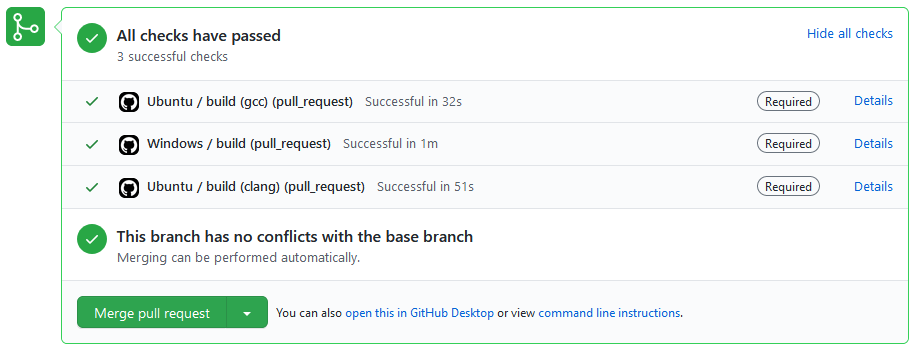 All checks have passed
Hide all checks
3 successful checks
Ubuntu / build (gcc) (pull_request) Successful in 32s Required Details
Windows / build (pull_request) Successful in 1m Required Details
Ubuntu / build (clang) (pull_request) Successful in 51s Required Details
This branch has no conflicts with the base branch
Merging can be performed automatically.
Merge pull request You can also open this in GitHub Desktop or view command line instructions.